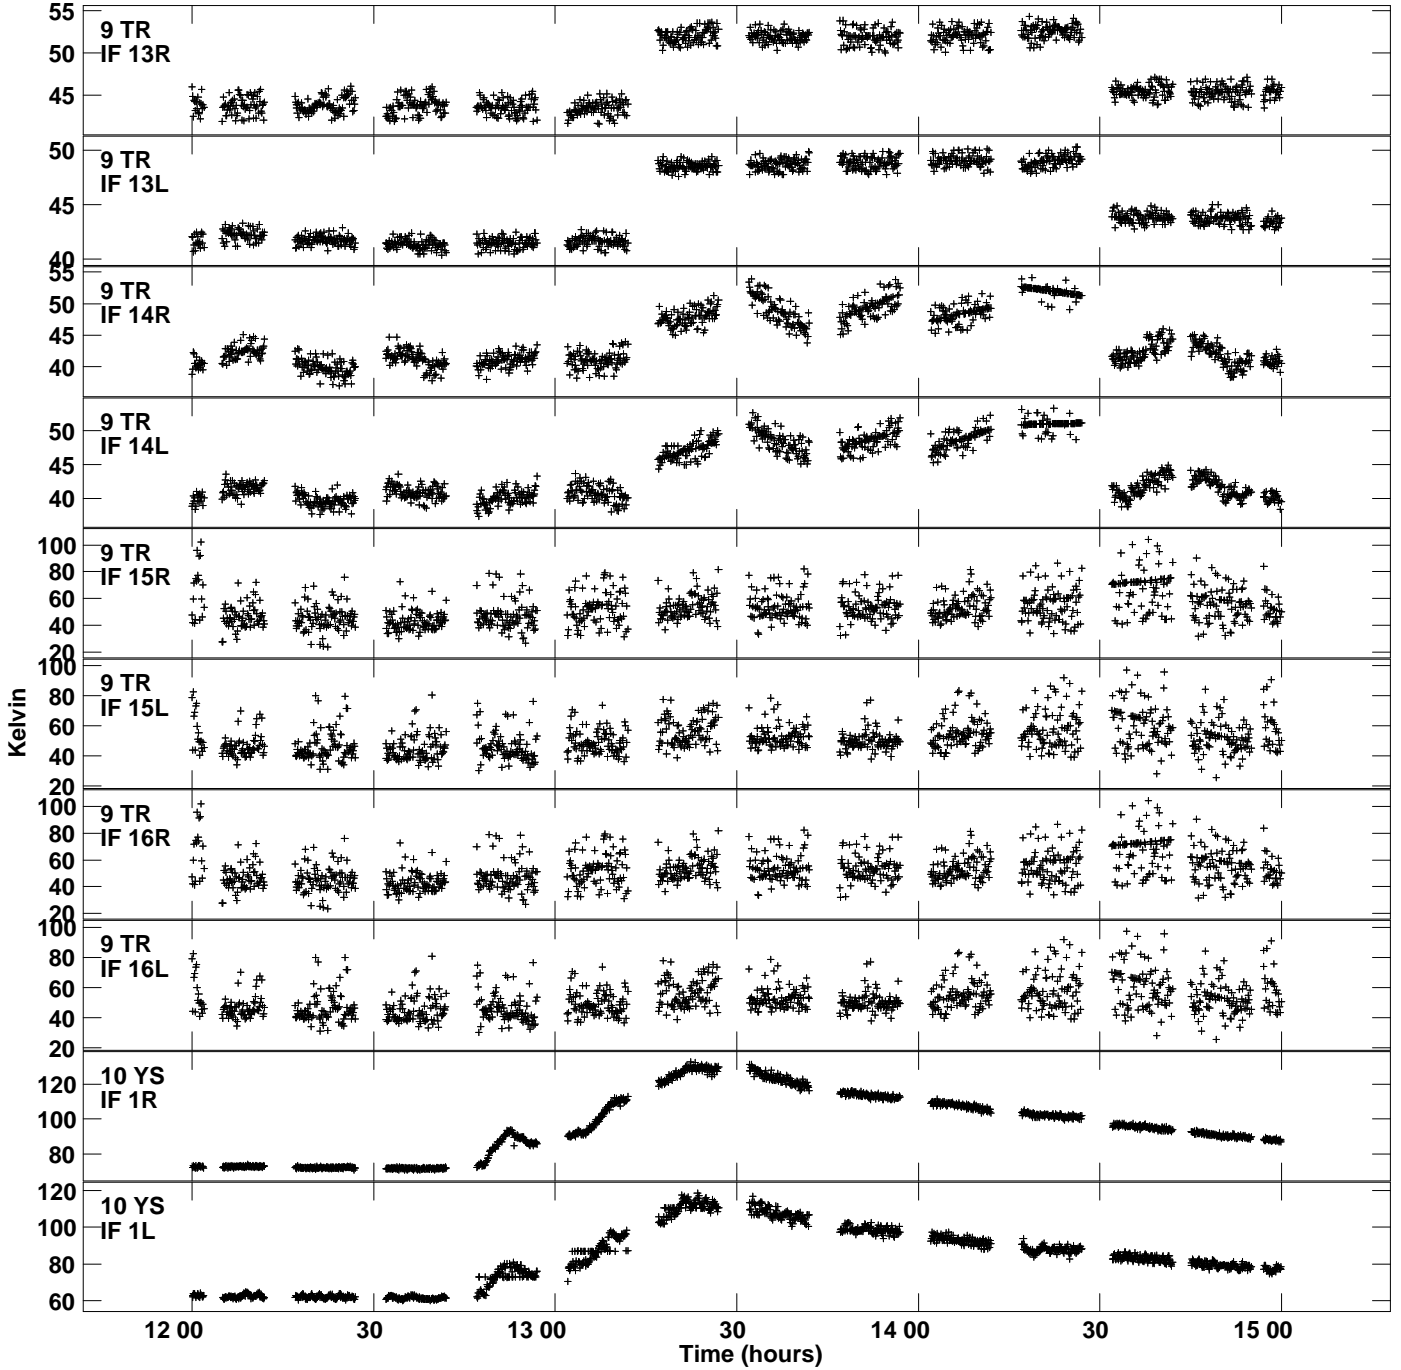 55
50
45
9 TR
IF 13R
50
45
40
9 TR
IF 13L
55
50
45
40
9 TR
IF 14R
50
45
40
9 TR
IF 14L
100
80
60
40
20
9 TR
IF 15R
100
80
60
40
20
9 TR
IF 15L
Kelvin
100
80
60
40
20
9 TR
IF 16R
100
80
60
40
20
9 TR
IF 16L
120
100
80
10 YS
IF 1R
120
100
80
60
10 YS
IF 1L
12 00 30 13 00 30 14 00 30 15 00
Time (hours)